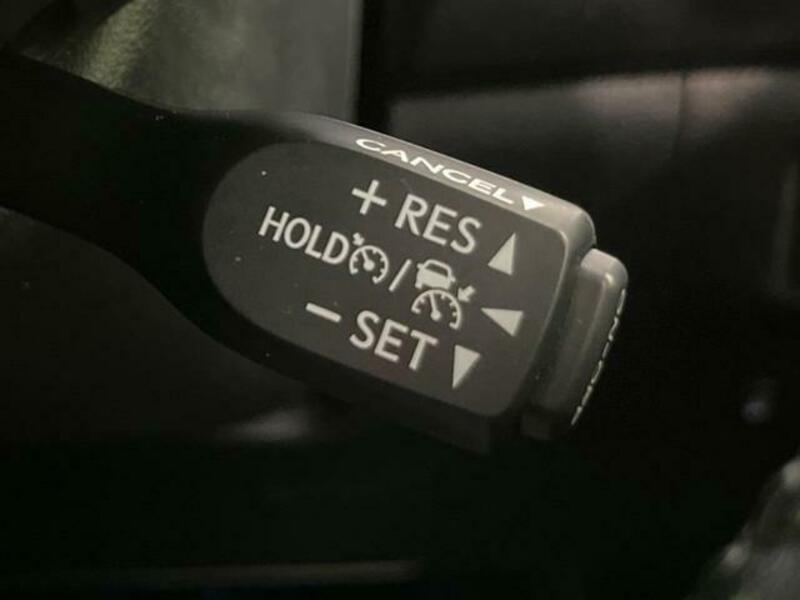 CANCEL▼
+ RES ▲
HOLD / ◀
− SET ▼